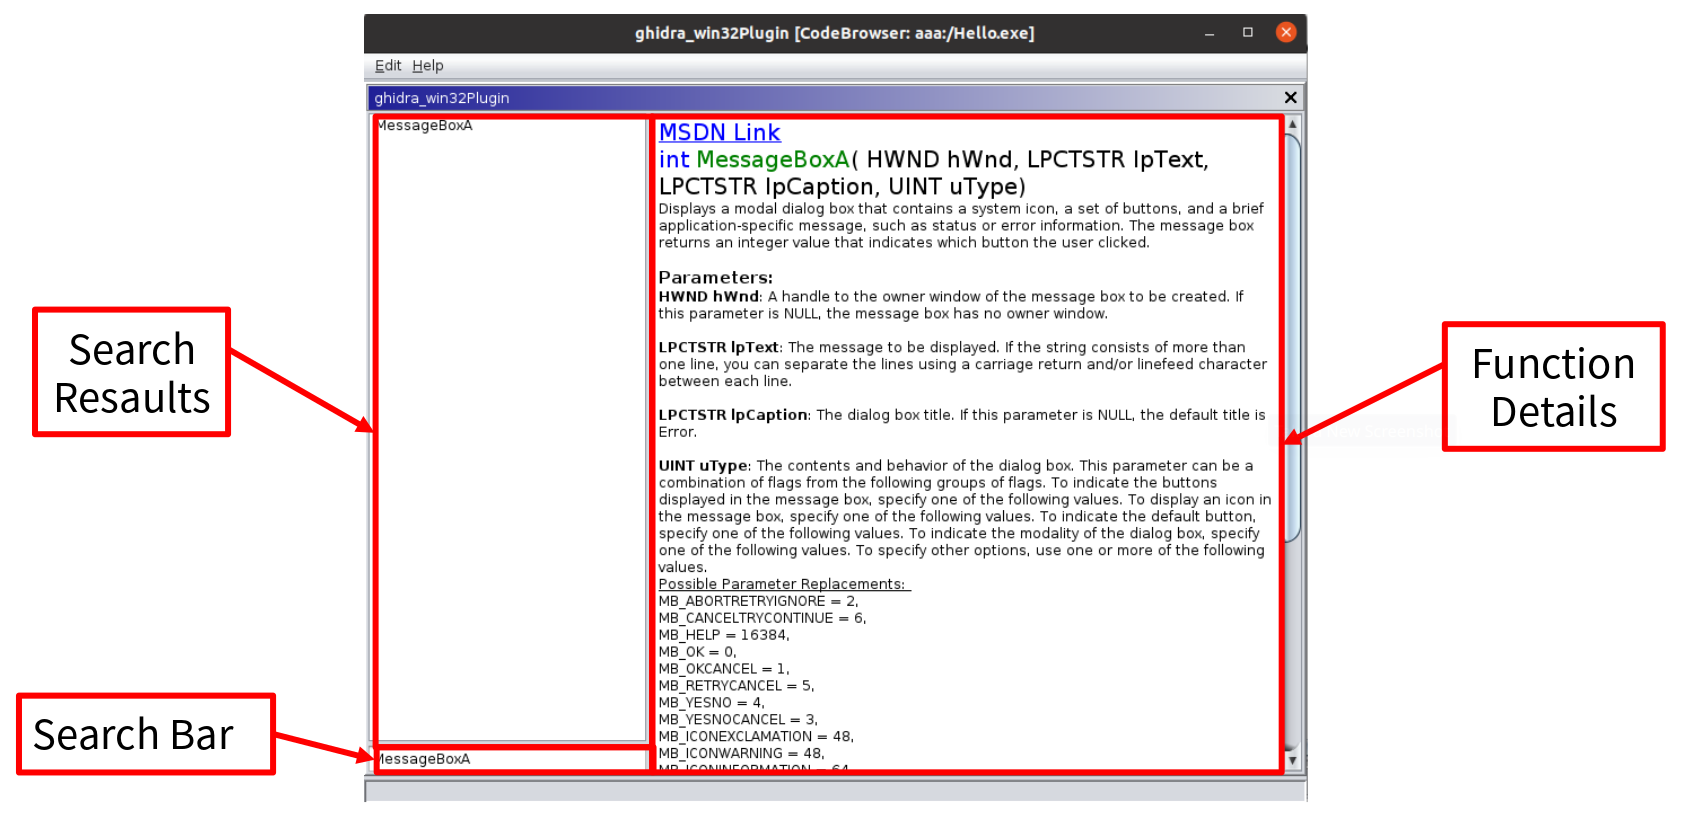 ghidra_win32Plugin [CodeBrowser: aaa:/Hello.exe]
Edit Help
ghidra_win32Plugin
MessageBoxA
MSDN Link
int MessageBoxA( HWND hWnd, LPCTSTR lpText,
LPCTSTR lpCaption, UINT uType)
Displays a modal dialog box that contains a system icon, a set of buttons, and a brief
application-specific message, such as status or error information. The message box
returns an integer value that indicates which button the user clicked.
Parameters:
HWND hWnd: A handle to the owner window of the message box to be created. If
this parameter is NULL, the message box has no owner window.
LPCTSTR lpText: The message to be displayed. If the string consists of more than
one line, you can separate the lines using a carriage return and/or linefeed character
between each line.
LPCTSTR lpCaption: The dialog box title. If this parameter is NULL, the default title is
Error.
UINT uType: The contents and behavior of the dialog box. This parameter can be a
combination of flags from the following groups of flags. To indicate the buttons
displayed in the message box, specify one of the following values. To display an icon in
the message box, specify one of the following values. To indicate the default button,
specify one of the following values. To indicate the modality of the dialog box, specify
one of the following values. To specify other options, use one or more of the following
values.
Possible Parameter Replacements:
MB_ABORTRETRYIGNORE = 2,
MB_CANCELTRYCONTINUE = 6,
MB_HELP = 16384,
MB_OK = 0,
MB_OKCANCEL = 1,
MB_RETRYCANCEL = 5,
MB_YESNO = 4,
MB_YESNOCANCEL = 3,
MB_ICONEXCLAMATION = 48,
MB_ICONWARNING = 48,
MB_ICONINFORMATION = 64
MessageBoxA
Search
Resaults
Search Bar
Function
Details